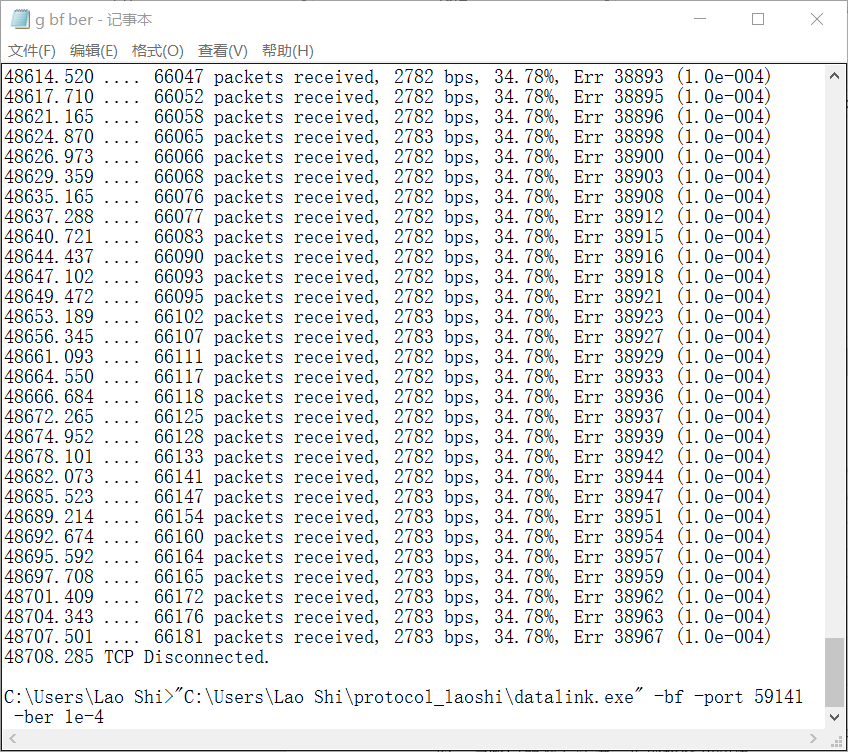 g bf ber - 记事本
文件(F) 编辑(E) 格式(O) 查看(V) 帮助(H)
48614.520 .... 66047 packets received, 2782 bps, 34.78%, Err 38893 (1.0e-004)
48617.710 .... 66052 packets received, 2782 bps, 34.78%, Err 38895 (1.0e-004)
48621.165 .... 66058 packets received, 2782 bps, 34.78%, Err 38896 (1.0e-004)
48624.870 .... 66065 packets received, 2783 bps, 34.78%, Err 38898 (1.0e-004)
48626.973 .... 66066 packets received, 2782 bps, 34.78%, Err 38900 (1.0e-004)
48629.359 .... 66068 packets received, 2782 bps, 34.78%, Err 38903 (1.0e-004)
48635.165 .... 66076 packets received, 2782 bps, 34.78%, Err 38908 (1.0e-004)
48637.288 .... 66077 packets received, 2782 bps, 34.78%, Err 38912 (1.0e-004)
48640.721 .... 66083 packets received, 2782 bps, 34.78%, Err 38915 (1.0e-004)
48644.437 .... 66090 packets received, 2782 bps, 34.78%, Err 38916 (1.0e-004)
48647.102 .... 66093 packets received, 2782 bps, 34.78%, Err 38918 (1.0e-004)
48649.472 .... 66095 packets received, 2782 bps, 34.78%, Err 38921 (1.0e-004)
48653.189 .... 66102 packets received, 2783 bps, 34.78%, Err 38923 (1.0e-004)
48656.345 .... 66107 packets received, 2783 bps, 34.78%, Err 38927 (1.0e-004)
48661.093 .... 66111 packets received, 2782 bps, 34.78%, Err 38929 (1.0e-004)
48664.550 .... 66117 packets received, 2782 bps, 34.78%, Err 38933 (1.0e-004)
48666.684 .... 66118 packets received, 2782 bps, 34.78%, Err 38936 (1.0e-004)
48672.265 .... 66125 packets received, 2782 bps, 34.78%, Err 38937 (1.0e-004)
48674.952 .... 66128 packets received, 2782 bps, 34.78%, Err 38939 (1.0e-004)
48678.101 .... 66133 packets received, 2782 bps, 34.78%, Err 38942 (1.0e-004)
48682.073 .... 66141 packets received, 2783 bps, 34.78%, Err 38944 (1.0e-004)
48685.523 .... 66147 packets received, 2783 bps, 34.78%, Err 38947 (1.0e-004)
48689.214 .... 66154 packets received, 2783 bps, 34.78%, Err 38951 (1.0e-004)
48692.674 .... 66160 packets received, 2783 bps, 34.78%, Err 38954 (1.0e-004)
48695.592 .... 66164 packets received, 2783 bps, 34.78%, Err 38957 (1.0e-004)
48697.708 .... 66165 packets received, 2783 bps, 34.78%, Err 38959 (1.0e-004)
48701.409 .... 66172 packets received, 2783 bps, 34.78%, Err 38962 (1.0e-004)
48704.343 .... 66176 packets received, 2783 bps, 34.78%, Err 38963 (1.0e-004)
48707.501 .... 66181 packets received, 2783 bps, 34.78%, Err 38967 (1.0e-004)
48708.285 TCP Disconnected.
C:\Users\Lao Shi>"C:\Users\Lao Shi\protocol_laoshi\datalink.exe" -bf -port 59141
-ber 1e-4